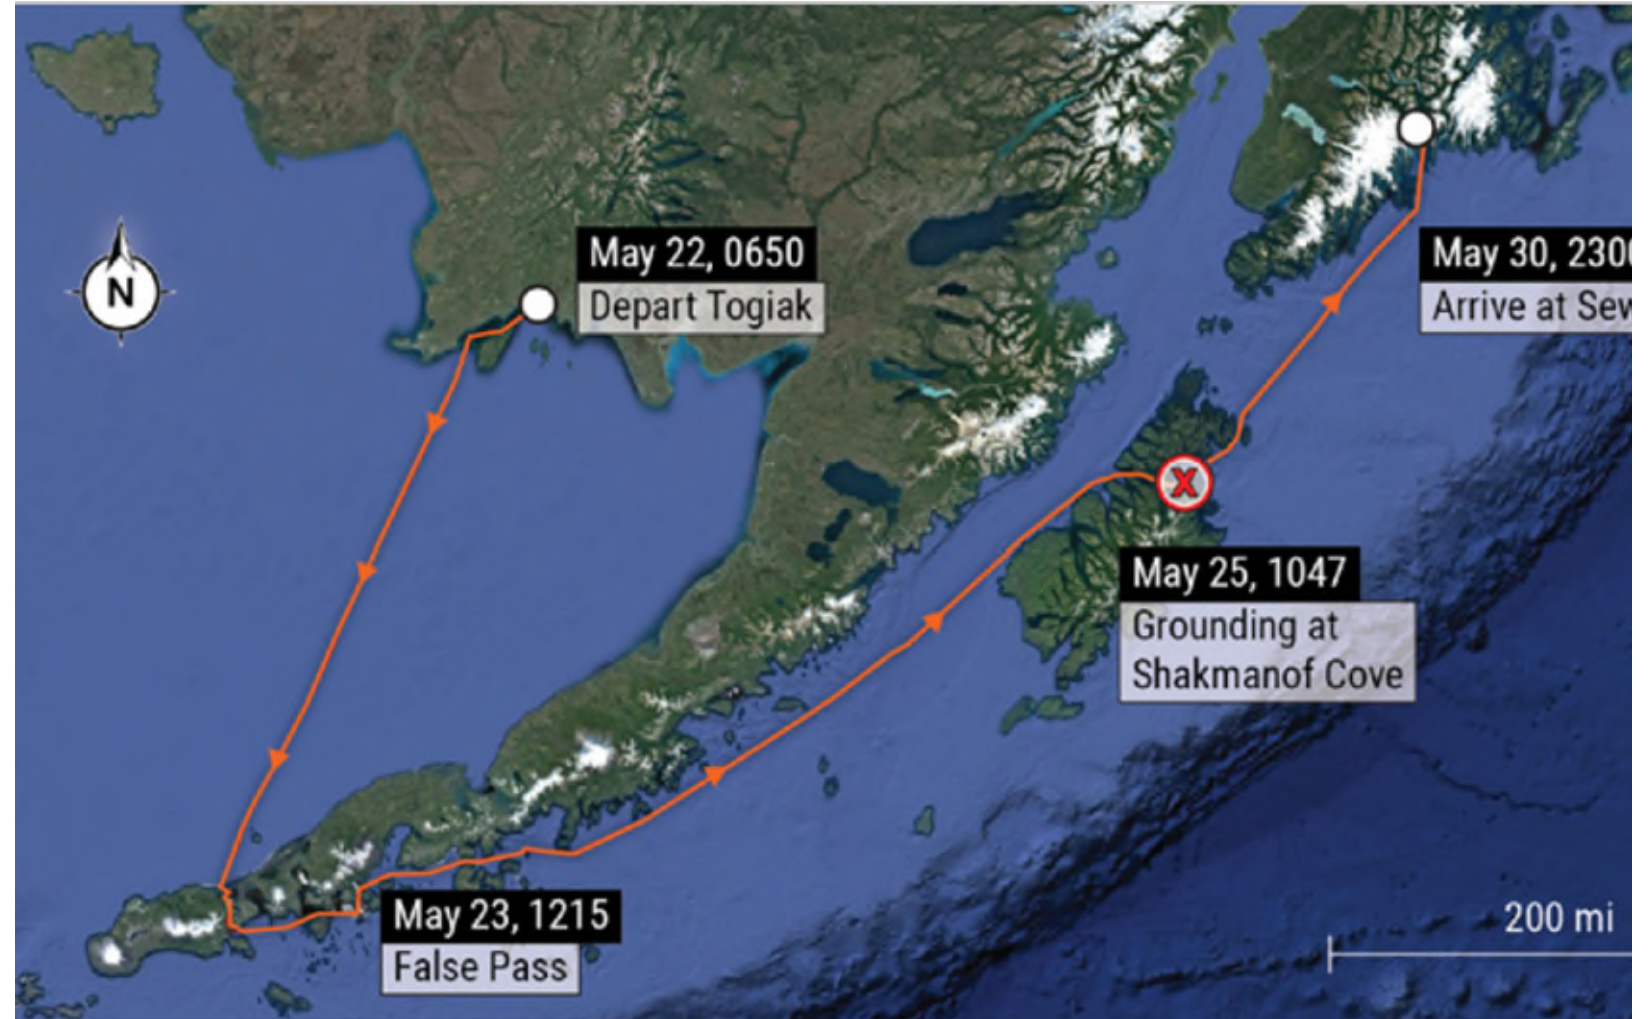 N
May 22, 0650
Depart Togiak
May 30, 230
Arrive at Sew
X
May 25, 1047
Grounding at
Shakmanof Cove
May 23, 1215
False Pass
200 mi